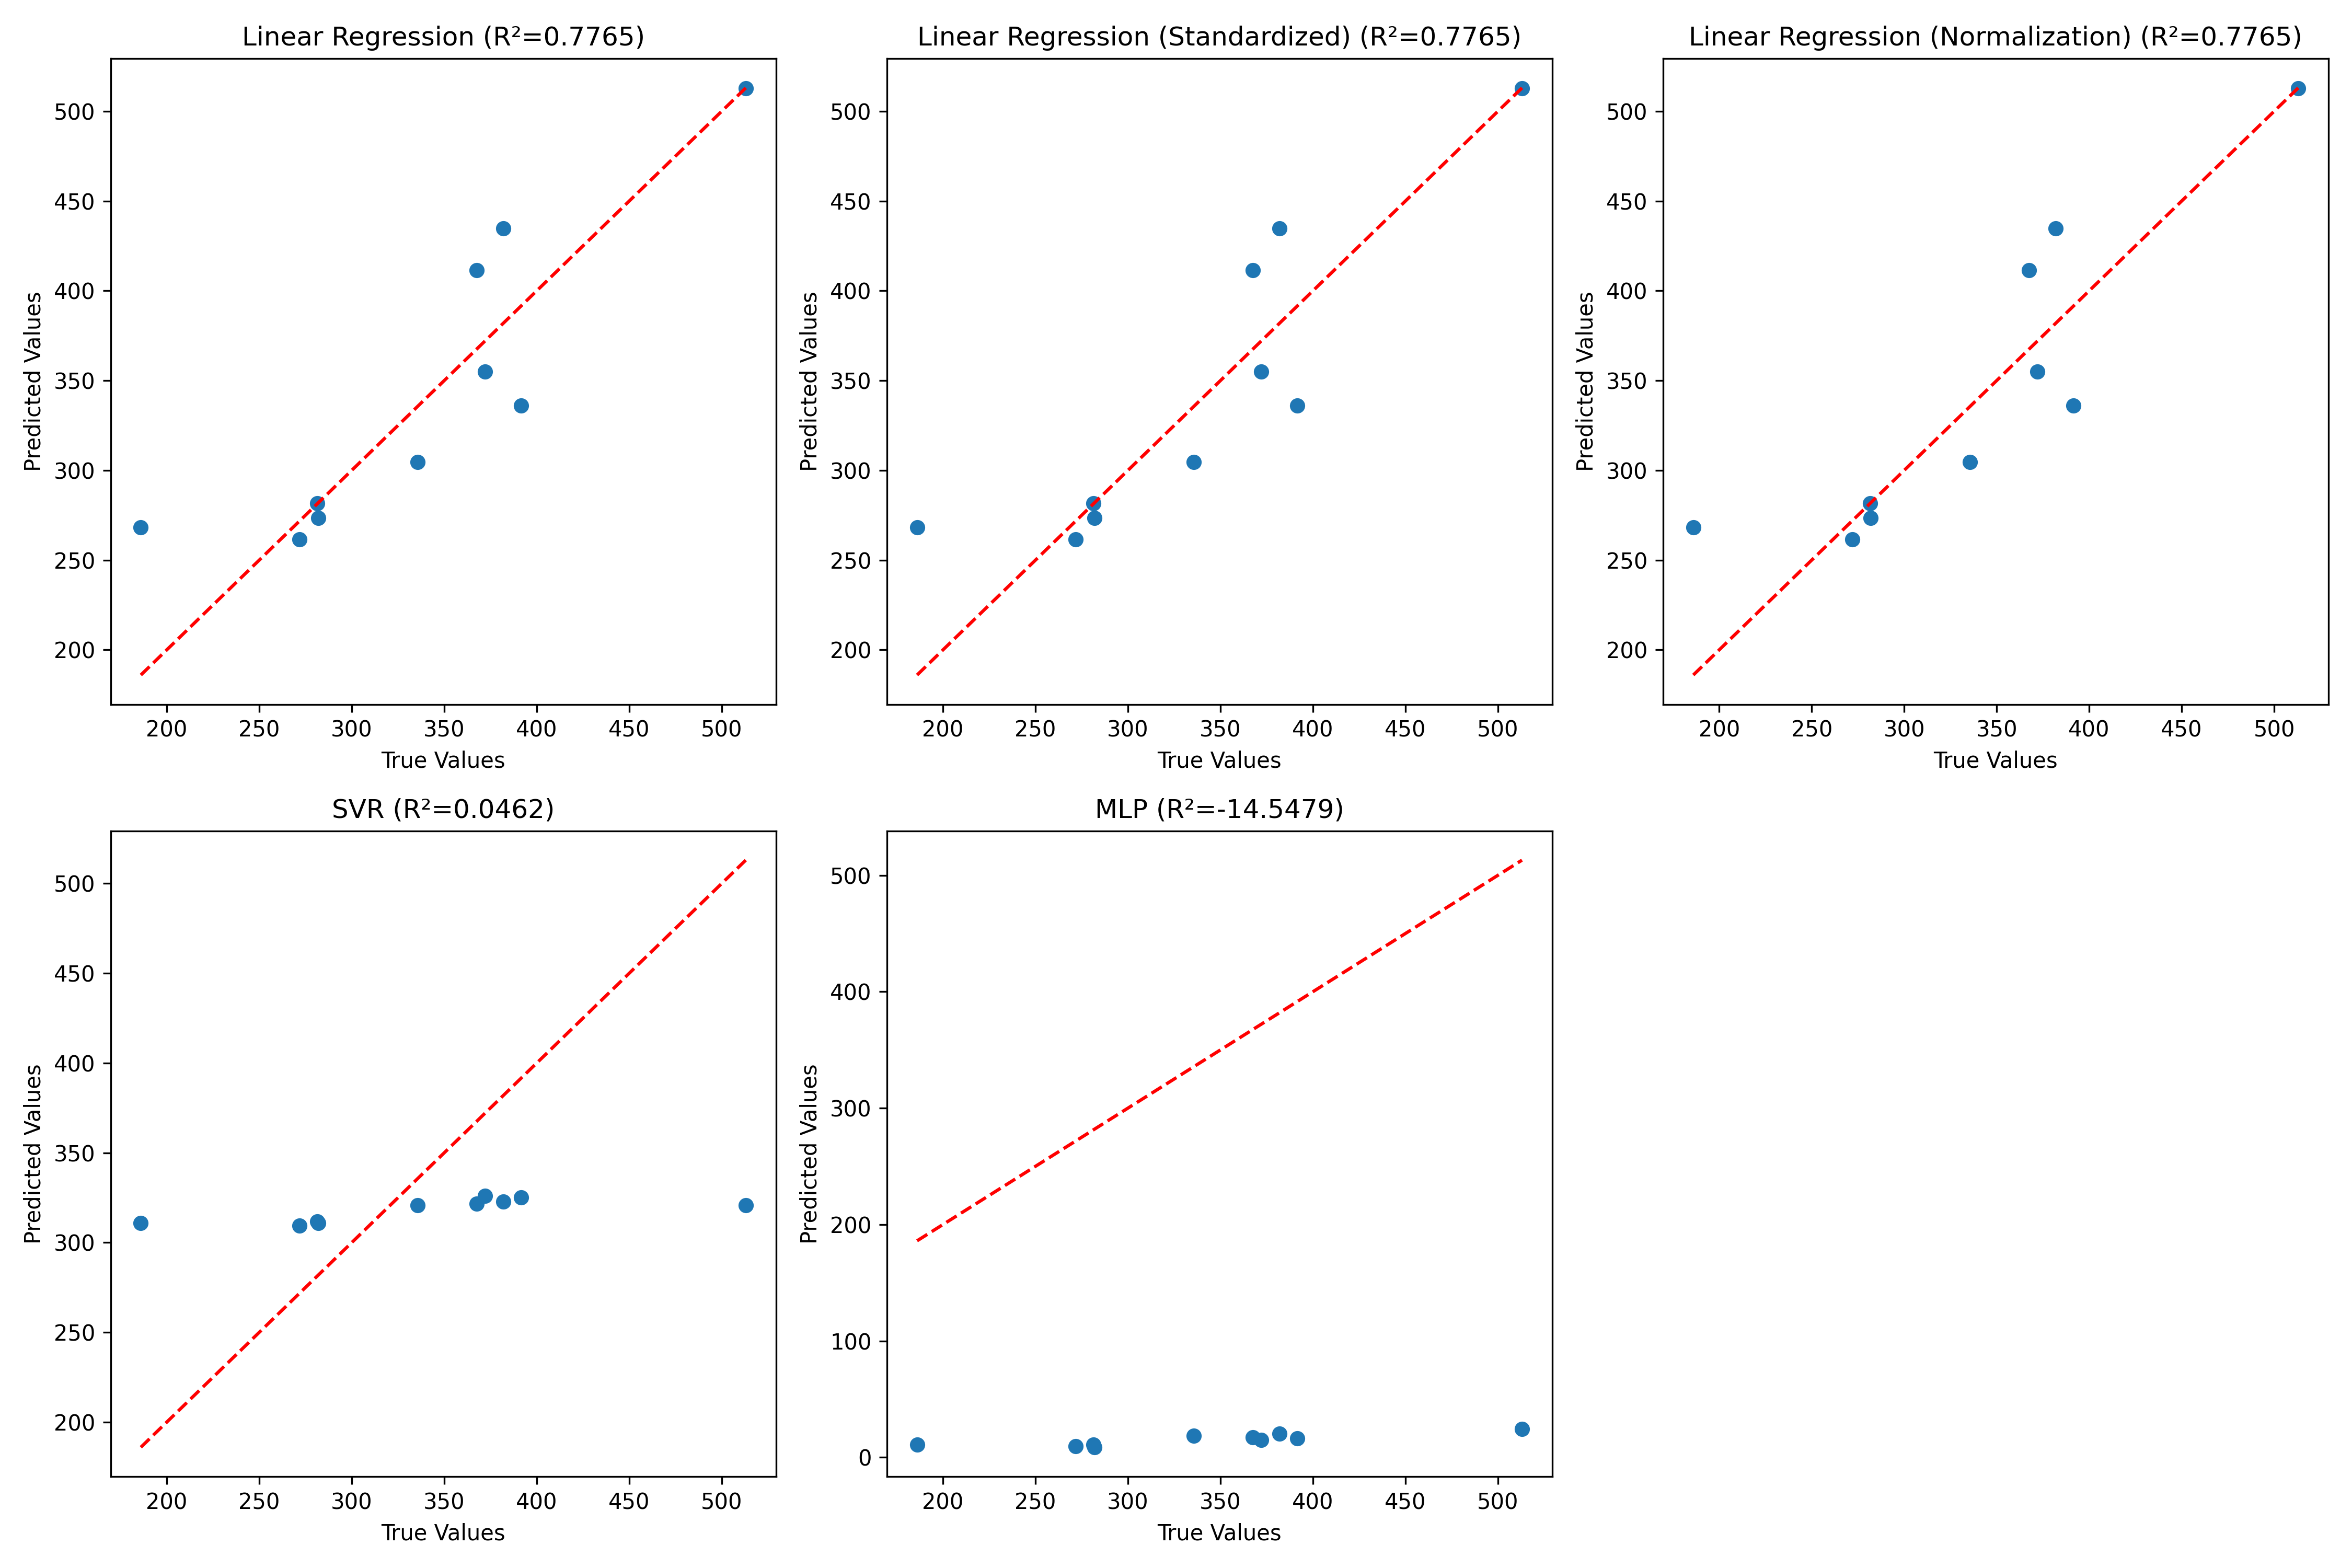 Linear Regression (R²=0.7765)
500
450
400
350
300
250
200
Predicted Values
200 250 300 350 400 450 500
True Values
Linear Regression (Standardized) (R²=0.7765)
500
450
400
350
300
250
200
Predicted Values
200 250 300 350 400 450 500
True Values
Linear Regression (Normalization) (R²=0.7765)
500
450
400
350
300
250
200
Predicted Values
200 250 300 350 400 450 500
True Values
SVR (R²=0.0462)
500
450
400
350
300
250
200
Predicted Values
200 250 300 350 400 450 500
True Values
MLP (R²=-14.5479)
500
400
300
200
100
0
Predicted Values
200 250 300 350 400 450 500
True Values